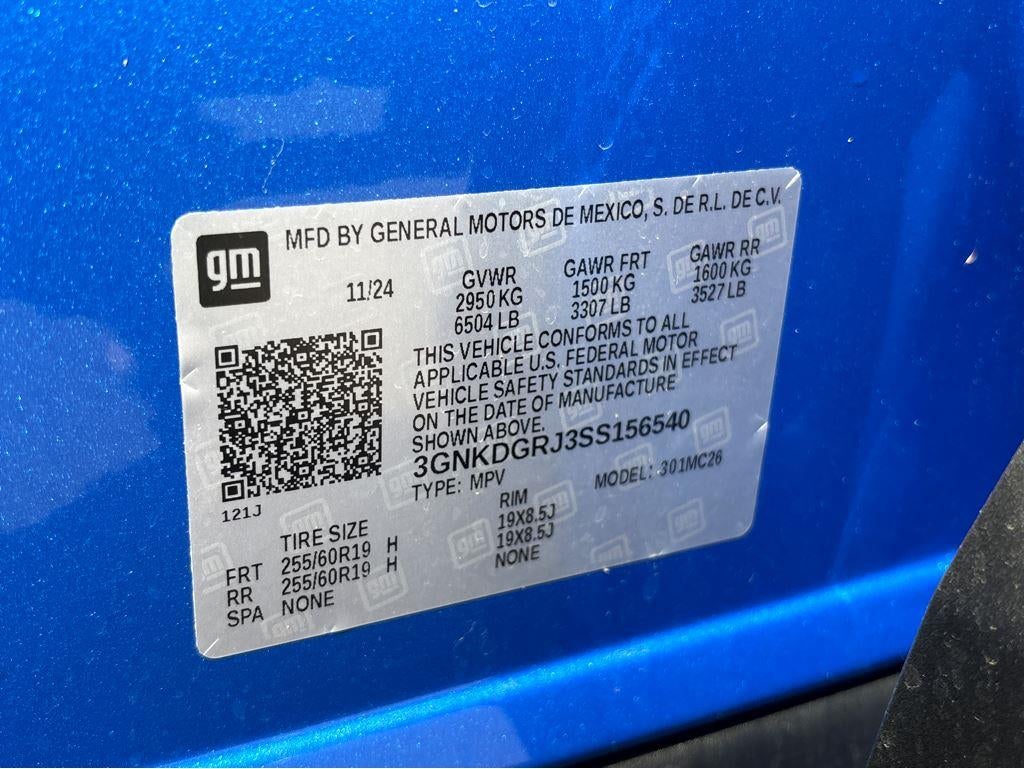 gm
MFD BY GENERAL MOTORS DE MEXICO, S. DE R.L. DE C.V.
11/24
GVWR GAWR FRT GAWR RR
2950 KG 1500 KG 1600 KG
6504 LB 3307 LB 3527 LB
THIS VEHICLE CONFORMS TO ALL
APPLICABLE U.S. FEDERAL MOTOR
VEHICLE SAFETY STANDARDS IN EFFECT
ON THE DATE OF MANUFACTURE
SHOWN ABOVE.
3GNKDGRJ3SS156540
TYPE: MPV MODEL: 301MC26
121J
TIRE SIZE RIM
FRT 255/60R19 H 19X8.5J
RR 255/60R19 H 19X8.5J
SPA NONE NONE